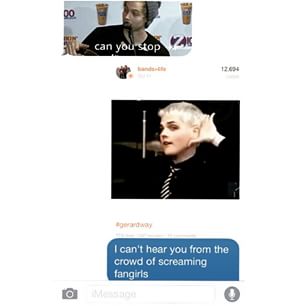 can you stop
bands4life
12,694
#gerardway
I can't hear you from the
crowd of screaming
fangirls
iMessage